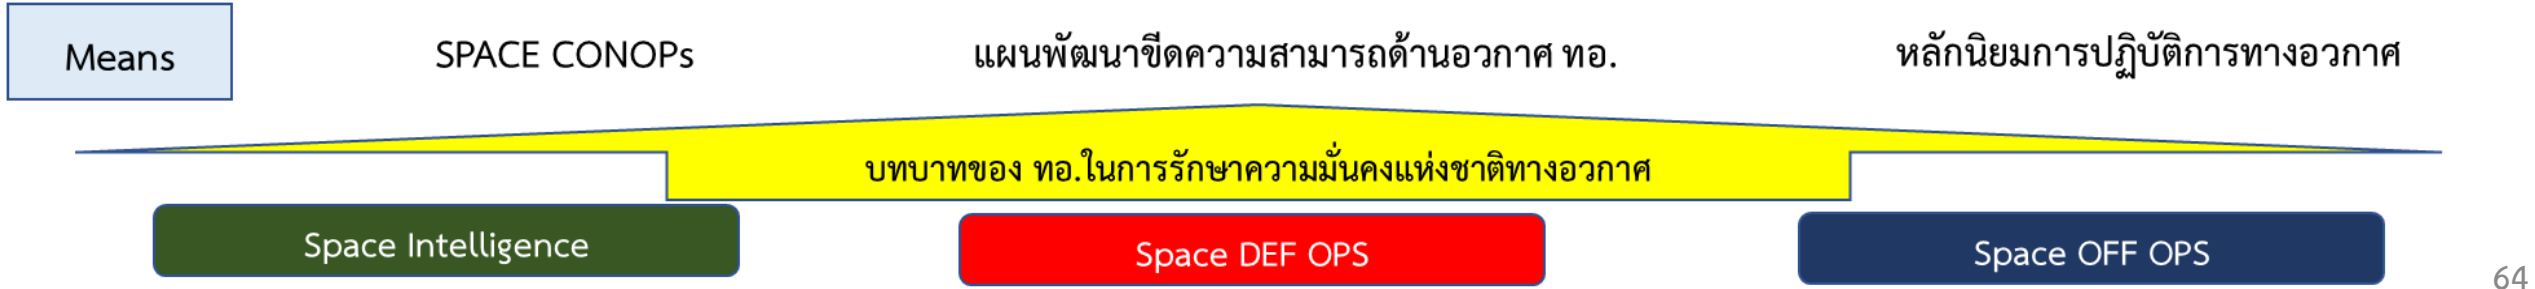 Means
SPACE CONOPs
แผนพัฒนาขีดความสามารถด้านอวกาศ ทอ.
หลักนิยมการปฏิบัติการทางอวกาศ
บทบาทของ ทอ.ในการรักษาความมั่นคงแห่งชาติทางอวกาศ
Space Intelligence
Space DEF OPS
Space OFF OPS
64